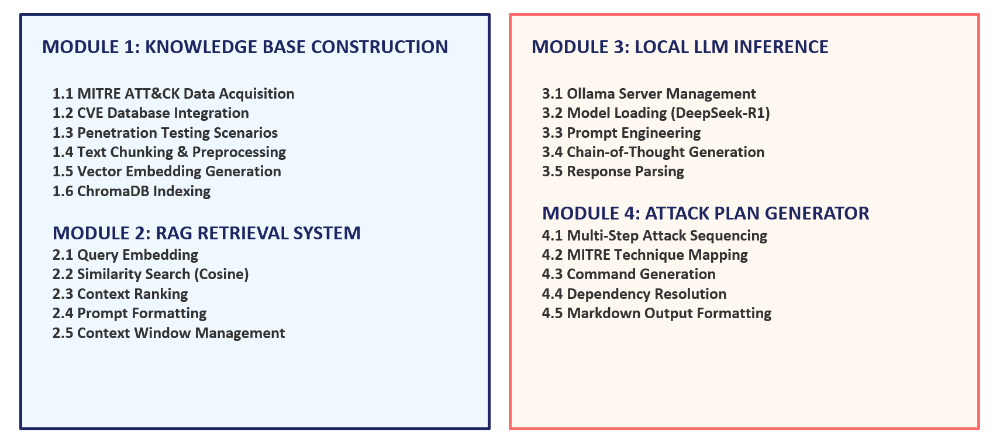 MODULE 1: KNOWLEDGE BASE CONSTRUCTION
1.1 MITRE ATT&CK Data Acquisition
1.2 CVE Database Integration
1.3 Penetration Testing Scenarios
1.4 Text Chunking & Preprocessing
1.5 Vector Embedding Generation
1.6 ChromaDB Indexing
MODULE 2: RAG RETRIEVAL SYSTEM
2.1 Query Embedding
2.2 Similarity Search (Cosine)
2.3 Context Ranking
2.4 Prompt Formatting
2.5 Context Window Management
MODULE 3: LOCAL LLM INFERENCE
3.1 Ollama Server Management
3.2 Model Loading (DeepSeek-R1)
3.3 Prompt Engineering
3.4 Chain-of-Thought Generation
3.5 Response Parsing
MODULE 4: ATTACK PLAN GENERATOR
4.1 Multi-Step Attack Sequencing
4.2 MITRE Technique Mapping
4.3 Command Generation
4.4 Dependency Resolution
4.5 Markdown Output Formatting